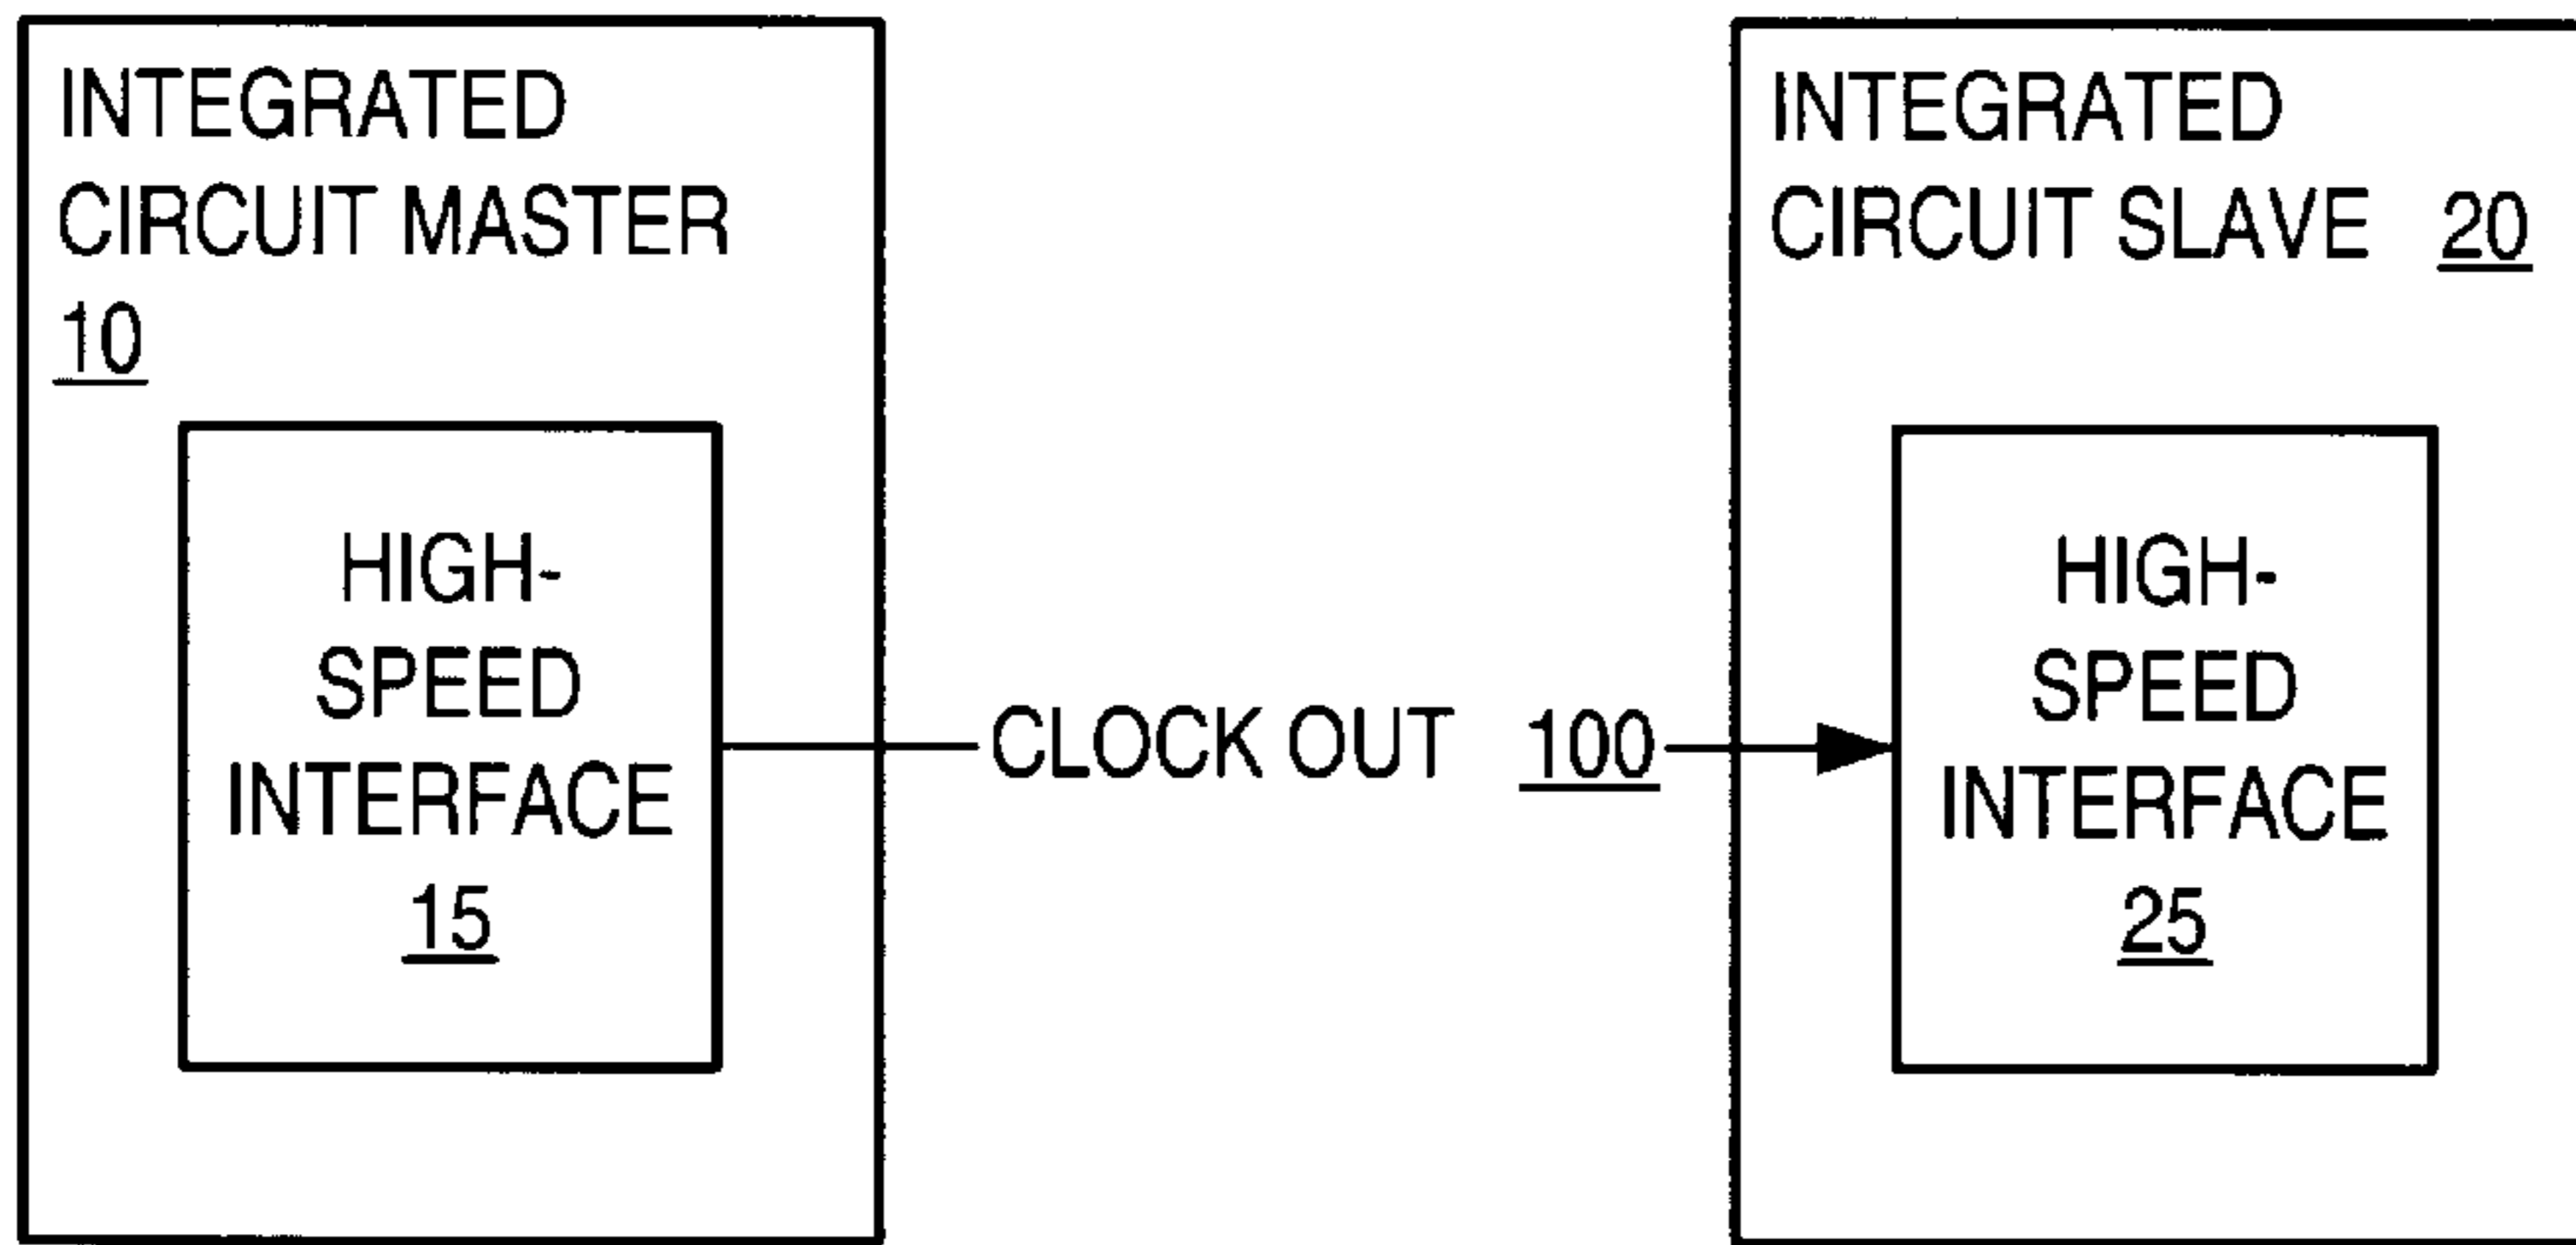 INTEGRATED
CIRCUIT MASTER
10
HIGH-
SPEED
INTERFACE
15
CLOCK OUT 100
INTEGRATED
CIRCUIT SLAVE 20
HIGH-
SPEED
INTERFACE
25